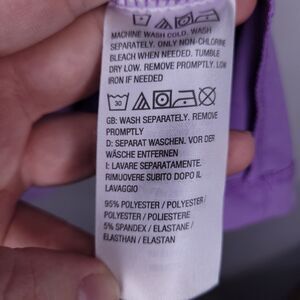 MACHINE WASH COLD. WASH
SEPARATELY. ONLY NON-CHLORINE
BLEACH WHEN NEEDED. TUMBLE
DRY LOW. REMOVE PROMPTLY. LOW
IRON IF NEEDED
30
GB: WASH SEPARATELY. REMOVE
PROMPTLY
D: SEPARAT WASCHEN. VOR DER
WÄSCHE ENTFERNEN
I: LAVARE SEPARATAMENTE.
RIMUOVERE SUBITO DOPO IL
LAVAGGIO
95% POLYESTER / POLYESTER /
POLYESTER / POLIESTERE
5% SPANDEX / ELASTANE /
ELASTHAN / ELASTAN